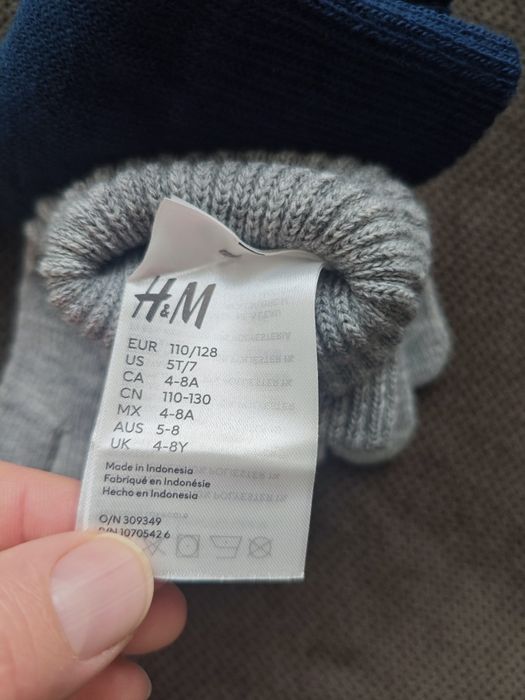 H&M
EUR 110/128
US 5T/7
CA 4-8A
CN 110-130
MX 4-8A
AUS 5-8
UK 4-8Y
Made in Indonesia
Fabriqué en Indonésie
Hecho en Indonesia
O/N 309349
P/N 1070542 6